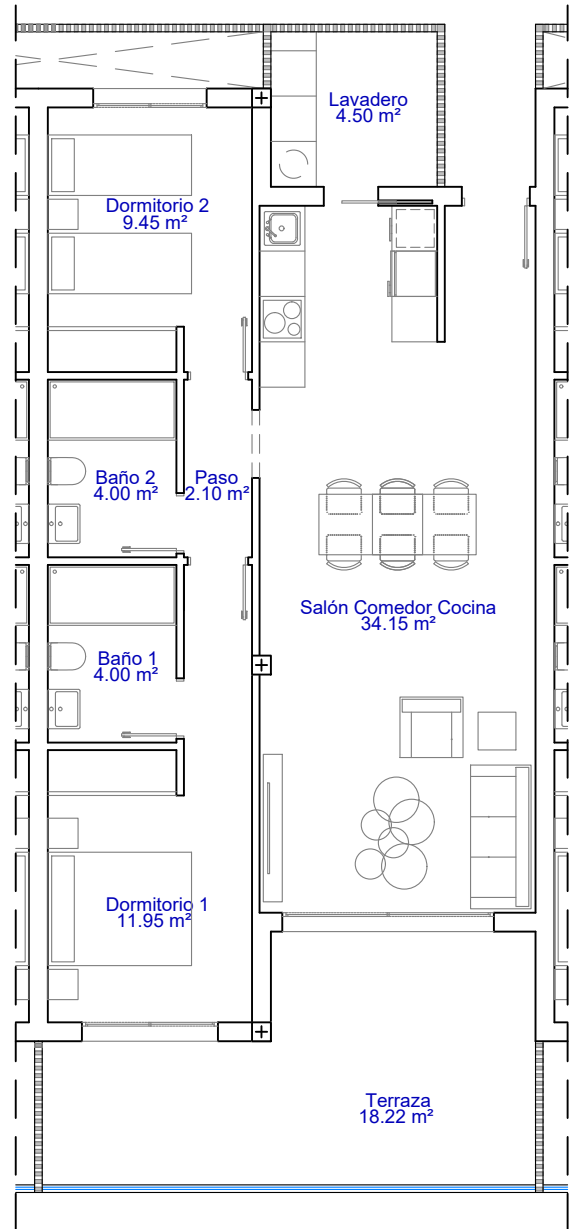 Lavadero
4.50 m²
Dormitorio 2
9.45 m²
Baño 2
4.00 m²
Paso
2.10 m²
Salón Comedor Cocina
34.15 m²
Baño 1
4.00 m²
Dormitorio 1
11.95 m²
Terraza
18.22 m²